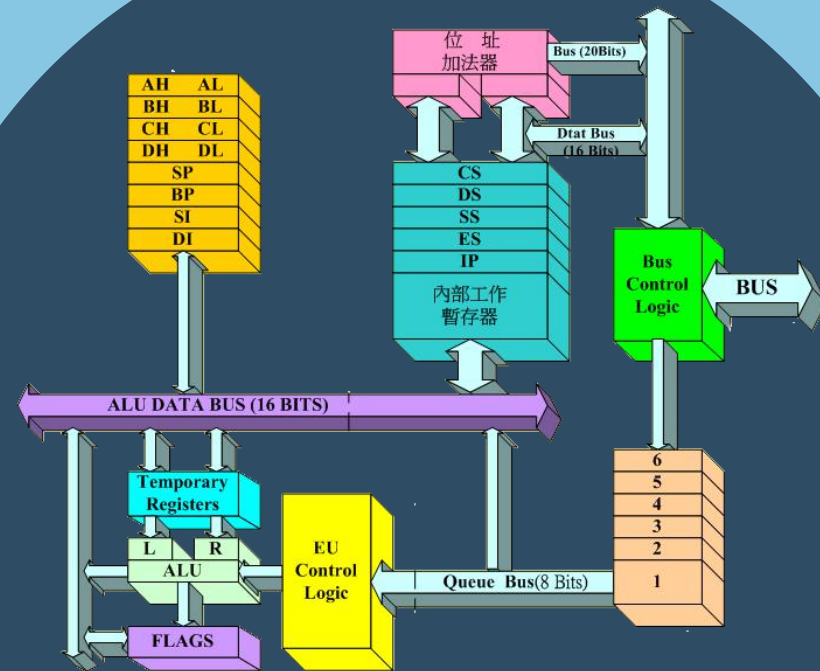 位 址
加法器
Bus (20Bits)
Dtat Bus
(16 Bits)
AH AL
BH BL
CH CL
DH DL
SP
BP
SI
DI
CS
DS
SS
ES
IP
內部工作
暫存器
Bus
Control
Logic
BUS
ALU DATA BUS (16 BITS)
Temporary
Registers
L R
ALU
FLAGS
EU
Control
Logic
Queue Bus(8 Bits)
6
5
4
3
2
1